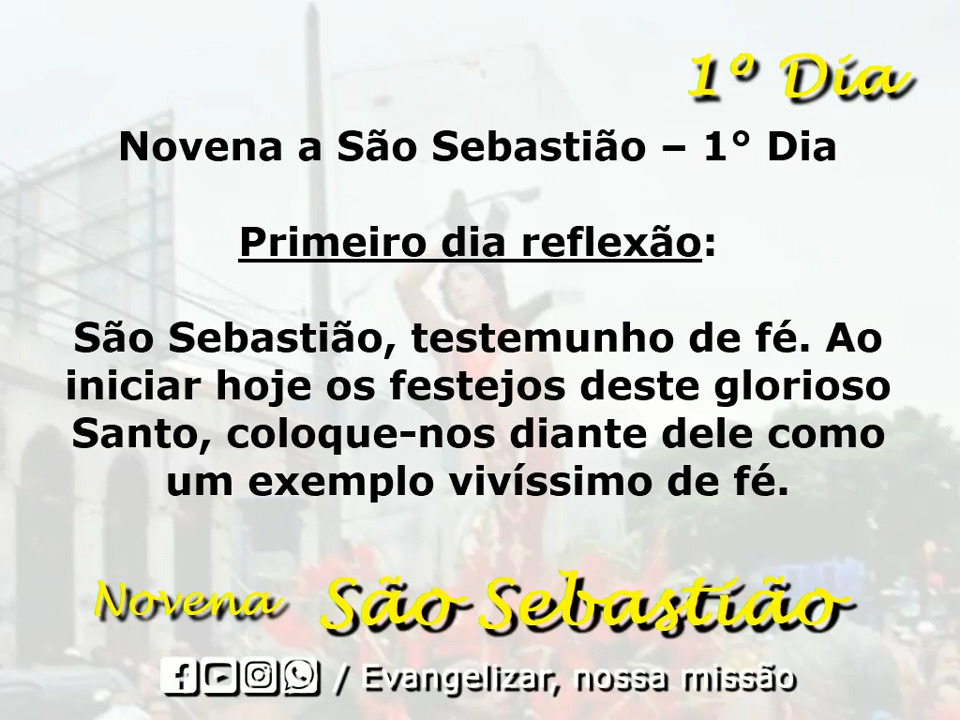 1º Dia
Novena a São Sebastião – 1° Dia
Primeiro dia reflexão:
São Sebastião, testemunho de fé. Ao
iniciar hoje os festejos deste glorioso
Santo, coloque-nos diante dele como
um exemplo vivíssimo de fé.
Novena São Sebastião
/ Evangelizar, nossa missão